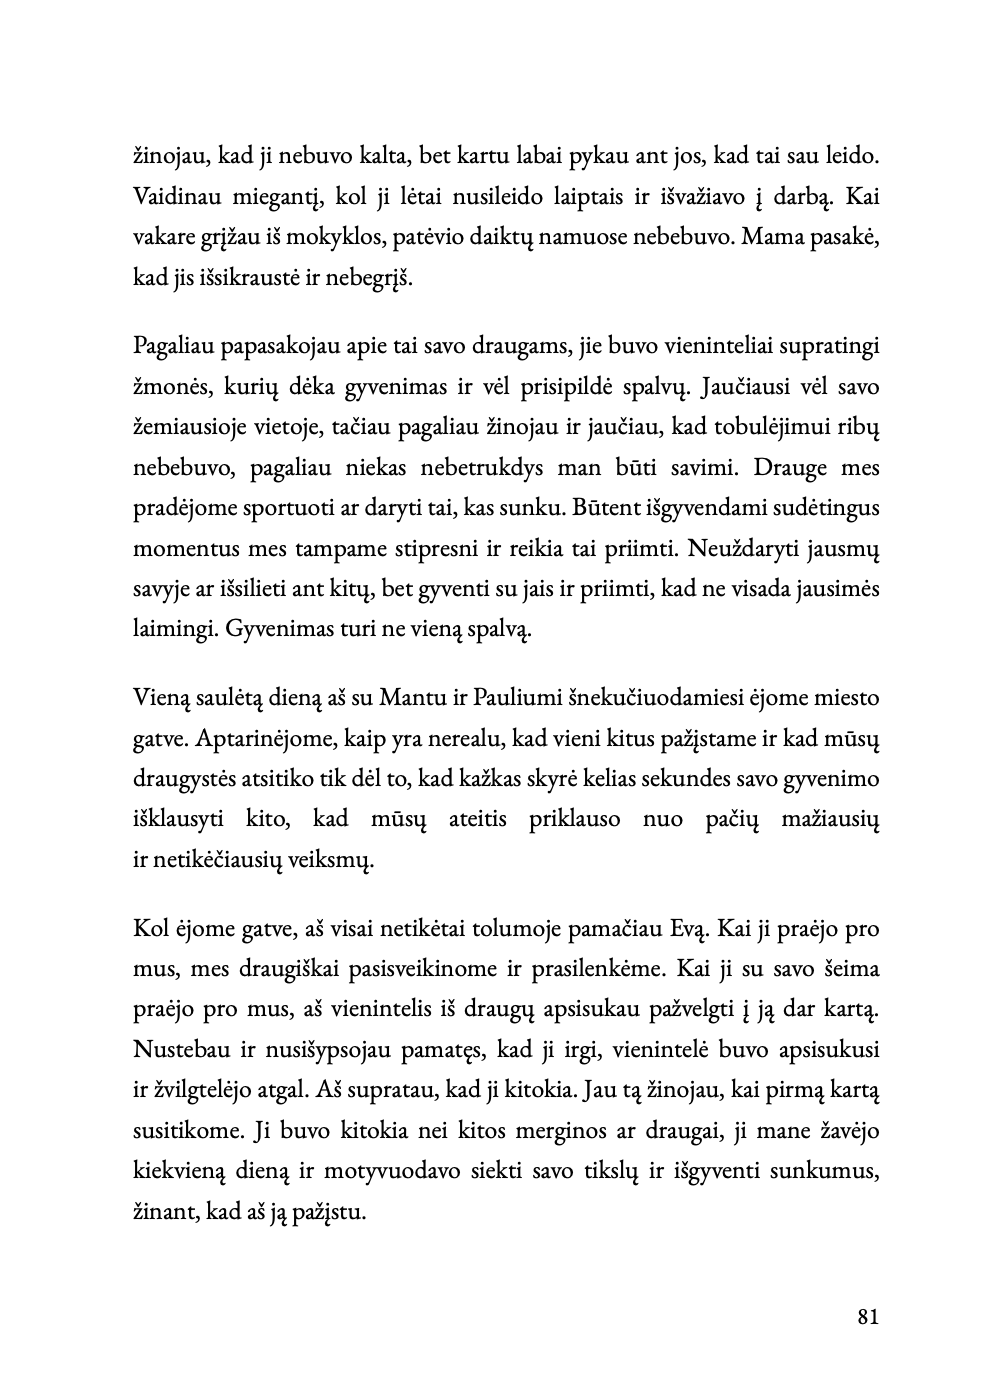 žinojau, kad ji nebuvo kalta, bet kartu labai pykau ant jos, kad tai sau leido.
Vaidinau miegantį, kol ji lėtai nusileido laiptais ir išvažiavo į darbą. Kai
vakare grįžau iš mokyklos, patėvio daiktų namuose nebebuvo. Mama pasakė,
kad jis išsikraustė ir nebegrįš.
Pagaliau papasakojau apie tai savo draugams, jie buvo vieninteliai supratingi
žmonės, kurių dėka gyvenimas ir vėl prisipildė spalvų. Jaučiausi vėl savo
žemiausioje vietoje, tačiau pagaliau žinojau ir jaučiau, kad tobulėjimui ribų
nebebuvo, pagaliau niekas nebetrukdys man būti savimi. Drauge mes
pradėjome sportuoti ar daryti tai, kas sunku. Būtent išgyvendami sudėtingus
momentus mes tampame stipresni ir reikia tai priimti. Neuždaryti jausmų
savyje ar išsilieti ant kitų, bet gyventi su jais ir priimti, kad ne visada jausimės
laimingi. Gyvenimas turi ne vieną spalvą.
Vieną saulėtą dieną aš su Mantu ir Pauliumi šnekučiuodamiesi ėjome miesto
gatve. Aptarinėjome, kaip yra nerealu, kad vieni kitus pažįstame ir kad mūsų
draugystės atsitiko tik dėl to, kad kažkas skyrė kelias sekundes savo gyvenimo
išklausyti kito, kad mūsų ateitis priklauso nuo pačių mažiausių
ir netikėčiausių veiksmų.
Kol ėjome gatve, aš visai netikėtai tolumoje pamačiau Evą. Kai ji praėjo pro
mus, mes draugiškai pasisveikinome ir prasilenkėme. Kai ji su savo šeima
praėjo pro mus, aš vienintelis iš draugų apsisukau pažvelgti į ją dar kartą.
Nustebau ir nusišypsojau pamatęs, kad ji irgi, vienintelė buvo apsisukusi
ir žvilgtelėjo atgal. Aš supratau, kad ji kitokia. Jau tą žinojau, kai pirmą kartą
susitikome. Ji buvo kitokia nei kitos merginos ar draugai, ji mane žavėjo
kiekvieną dieną ir motyvuodavo siekti savo tikslų ir išgyventi sunkumus,
žinant, kad aš ją pažįstu.
81